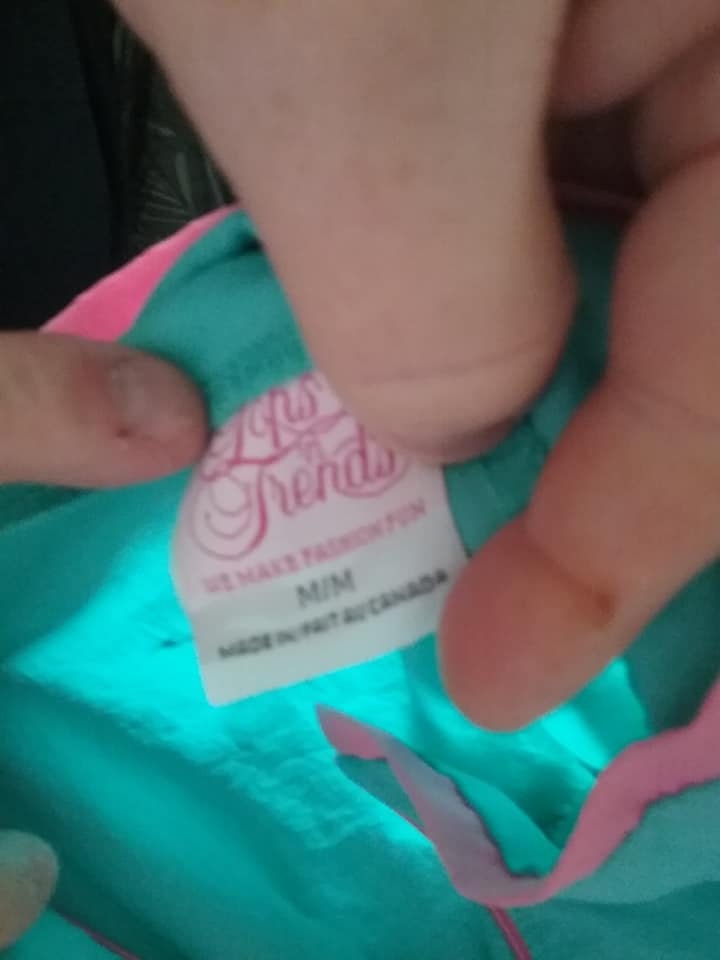 Trends
WE MAKE FASHION FUN
M/M
MADE IN/FAIT AU CANADA